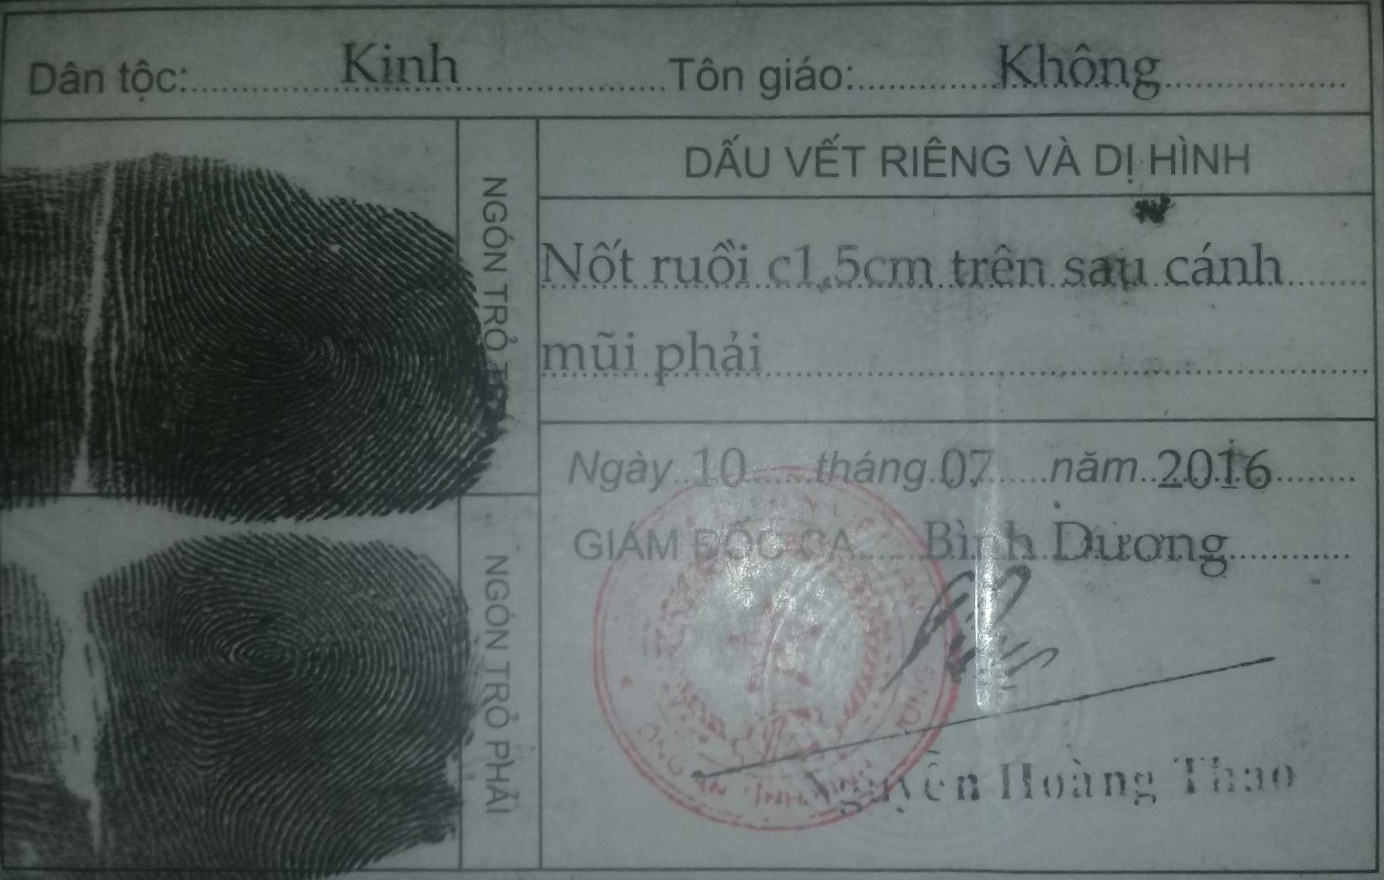 Dân tộc: Kinh Tôn giáo: Không
NGÓN TRỎ
NGÓN TRỎ PHẢI
DẤU VẾT RIÊNG VÀ DỊ HÌNH
Nốt ruồi c1,5cm trên sau cánh
mũi phải
Ngày 10 tháng 07 năm 2016
GIÁM ĐỐC CA Bình Dương
Nguyễn Hoàng Thao